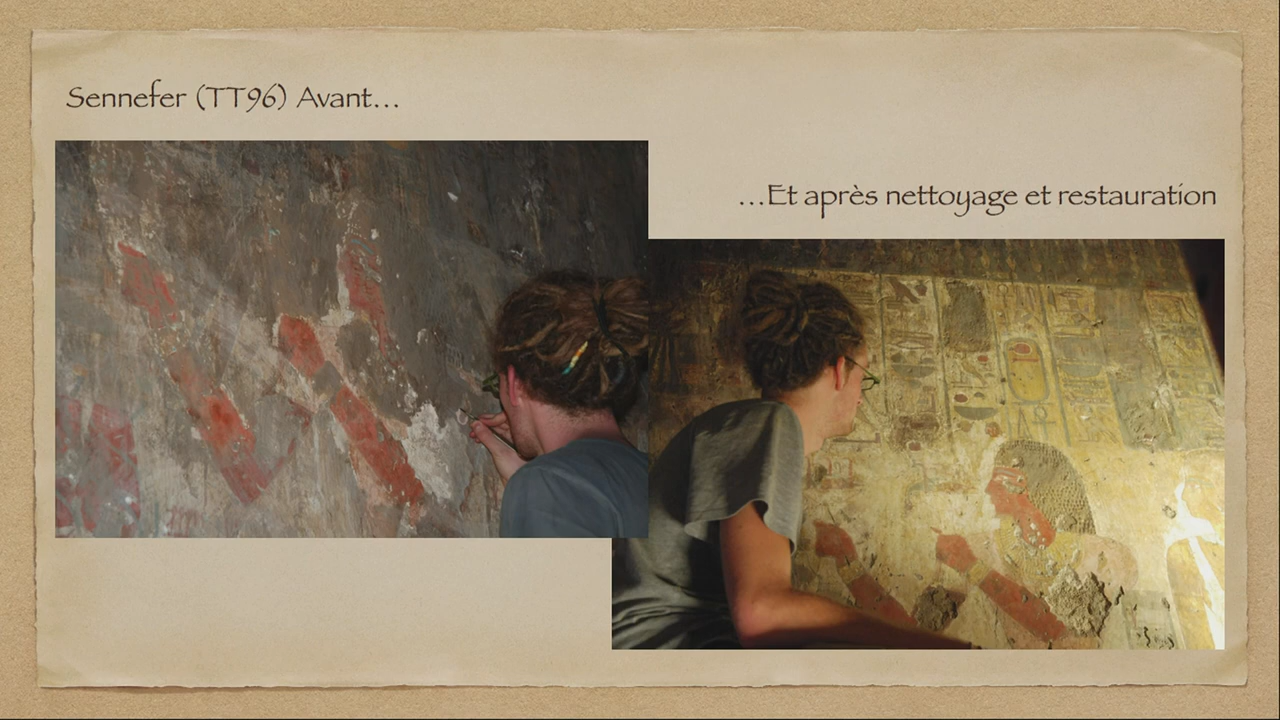 Sennefer (TT96) Avant…
…Et après nettoyage et restauration